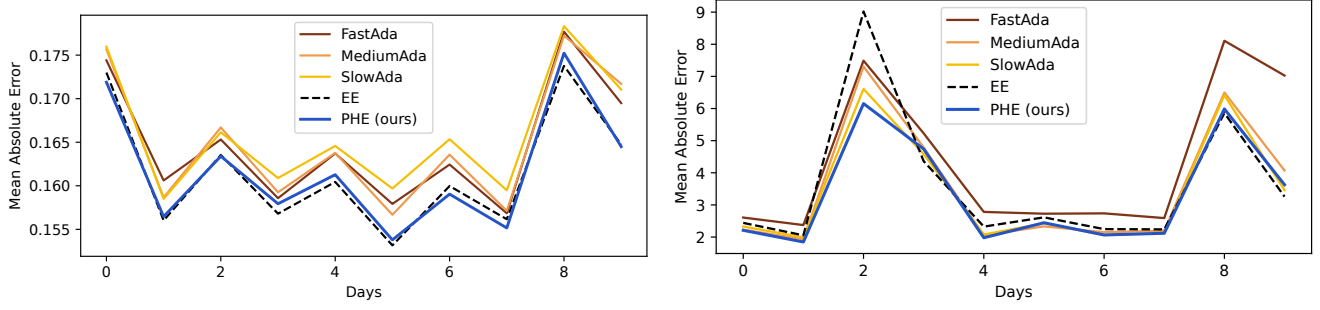 Mean Absolute Error
0.175
0.170
0.165
0.160
0.155
FastAda
MediumAda
SlowAda
EE
PHE (ours)
0 2 4 6 8
Days
Mean Absolute Error
9
8
7
6
5
4
3
2
FastAda
MediumAda
SlowAda
EE
PHE (ours)
0 2 4 6 8
Days